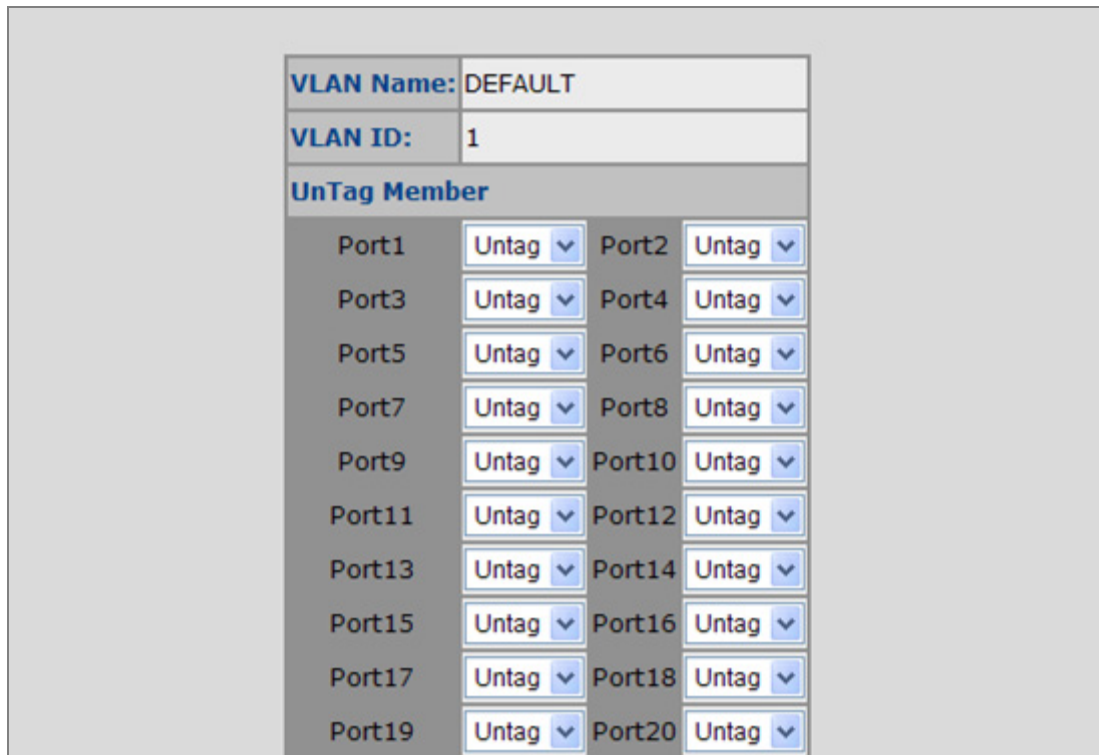 VLAN Name: DEFAULT
VLAN ID: 1
UnTag Member
Port1 Untag Port2 Untag
Port3 Untag Port4 Untag
Port5 Untag Port6 Untag
Port7 Untag Port8 Untag
Port9 Untag Port10 Untag
Port11 Untag Port12 Untag
Port13 Untag Port14 Untag
Port15 Untag Port16 Untag
Port17 Untag Port18 Untag
Port19 Untag Port20 Untag